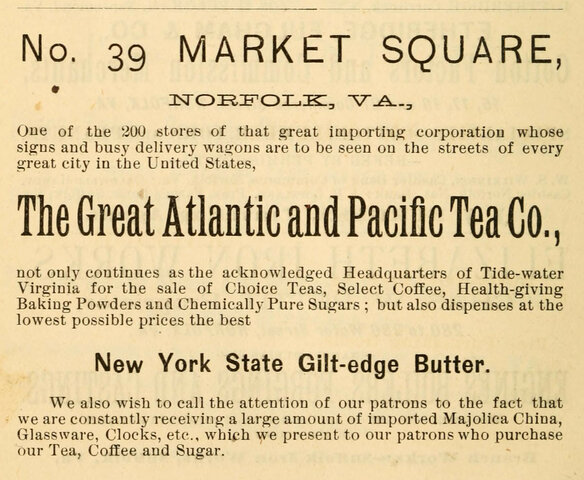 No. 39 MARKET SQUARE,
NORFOLK, VA.,
One of the 200 stores of that great importing corporation whose
signs and busy delivery wagons are to be seen on the streets of every
great city in the United States,
The Great Atlantic and Pacific Tea Co.,
not only continues as the acknowledged Headquarters of Tide-water
Virginia for the sale of Choice Teas, Select Coffee, Health-giving
Baking Powders and Chemically Pure Sugars; but also dispenses at the
lowest possible prices the best
New York State Gilt-edge Butter.
We also wish to call the attention of our patrons to the fact that
we are constantly receiving a large amount of imported Majolica China,
Glassware, Clocks, etc., which we present to our patrons who purchase
our Tea, Coffee and Sugar.